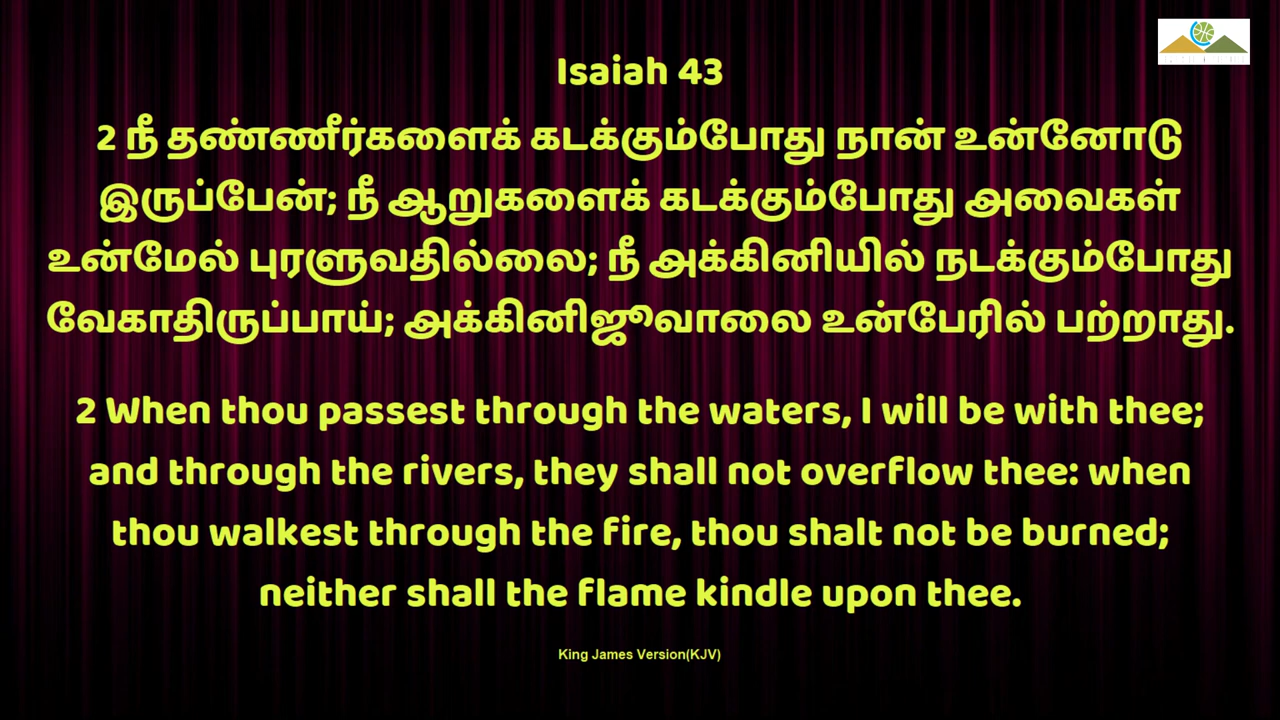 Isaiah 43
2 நீ தண்ணீர்களைக் கடக்கும்போது நான் உன்னோடு
இருப்பேன்; நீ ஆறுகளைக் கடக்கும்போது அவைகள்
உன்மேல் புரளுவதில்லை; நீ அக்கினியில் நடக்கும்போது
வேகாதிருப்பாய்; அக்கினிஜூவாலை உன்பேரில் பற்றாது.
2 When thou passest through the waters, I will be with thee;
and through the rivers, they shall not overflow thee: when
thou walkest through the fire, thou shalt not be burned;
neither shall the flame kindle upon thee.
King James Version(KJV)